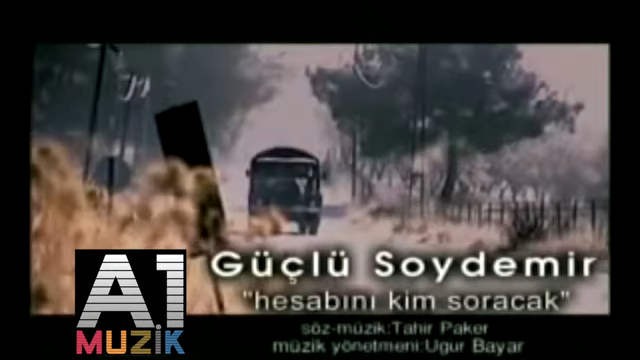 Güçlü Soydemir
"hesabını kim soracak"
söz-müzik:Tahir Paker
müzik yönetmeni:Ugur Bayar
A1
MUZİK